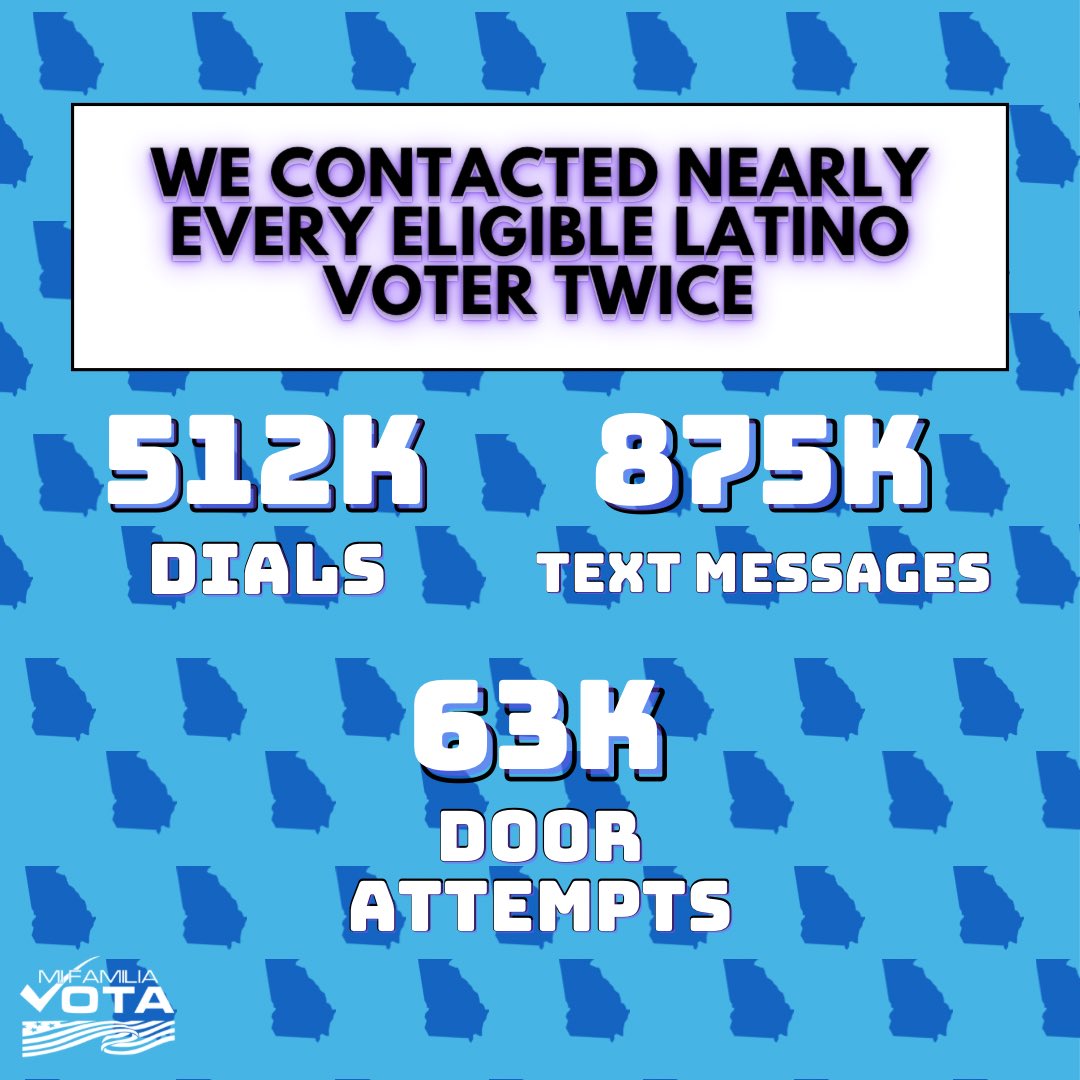 WE CONTACTED NEARLY
EVERY ELIGIBLE LATINO
VOTER TWICE
512K
DIALS
875K
TEXT MESSAGES
63K
DOOR
ATTEMPTS
MI FAMILIA
VOTA